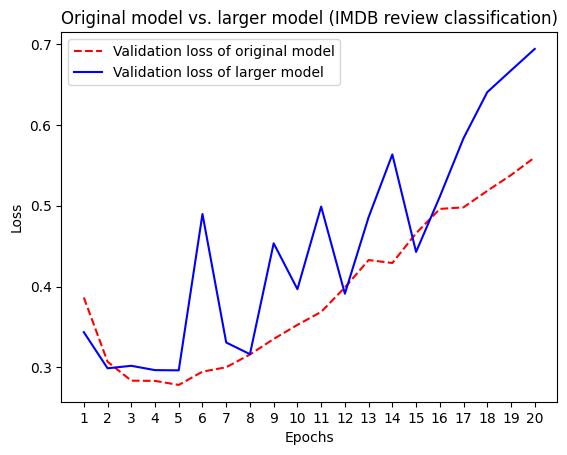 Original model vs. larger model (IMDB review classification)
Validation loss of original model
Validation loss of larger model
0.7
0.6
0.5
0.4
0.3
Loss
1 2 3 4 5 6 7 8 9 10 11 12 13 14 15 16 17 18 19 20
Epochs